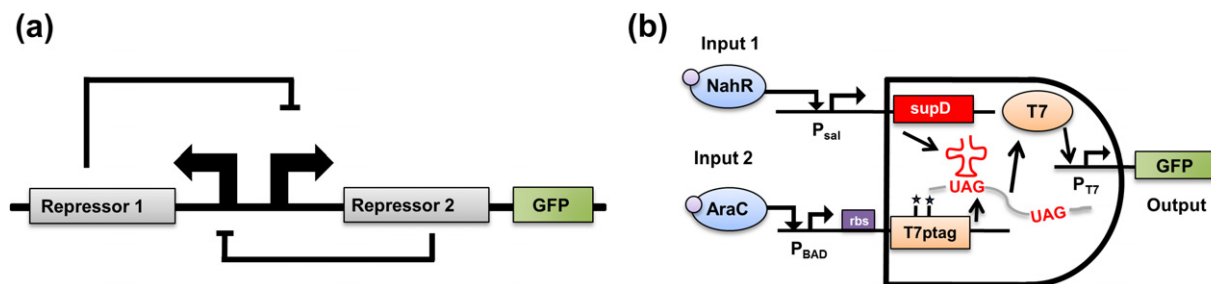 (a)
Repressor 1
Repressor 2
GFP
(b)
Input 1
NahR
Psal
supD
T7
PT7
GFP
Output
UAG
UAG
Input 2
AraC
PBAD
rbs
T7ptag